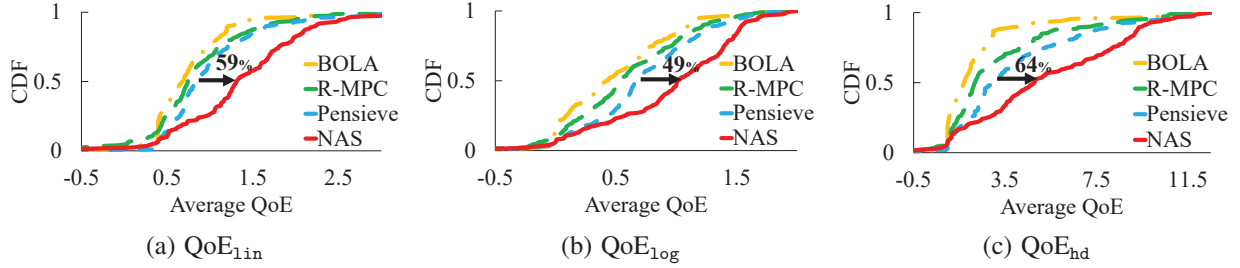 CDF
1
0.5
0
59%
BOLA
R-MPC
Pensieve
NAS
-0.5 0.5 1.5 2.5
Average QoE
(a) QoElin
CDF
1
0.5
0
49%
BOLA
R-MPC
Pensieve
NAS
-0.5 0.5 1.5
Average QoE
(b) QoElog
CDF
1
0.5
0
64%
BOLA
R-MPC
Pensieve
NAS
-0.5 3.5 7.5 11.5
Average QoE
(c) QoEhd